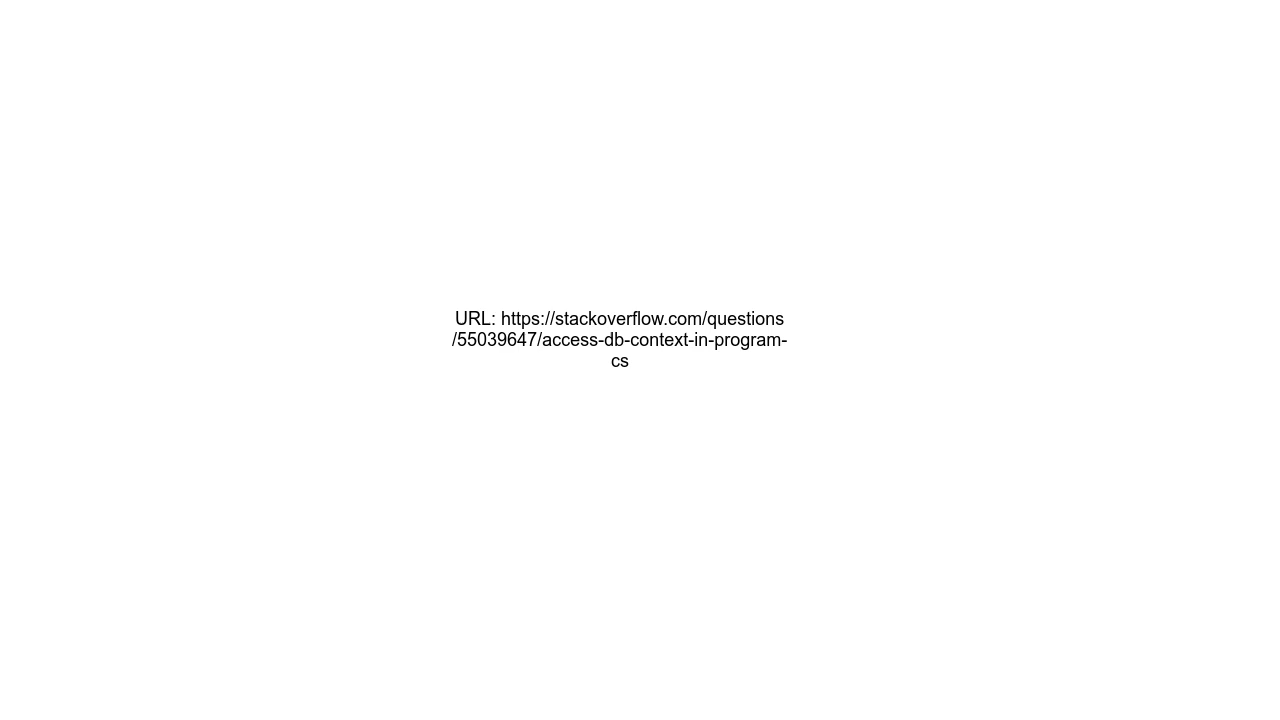 URL: https://stackoverflow.com/questions
/55039647/access-db-context-in-program-
cs